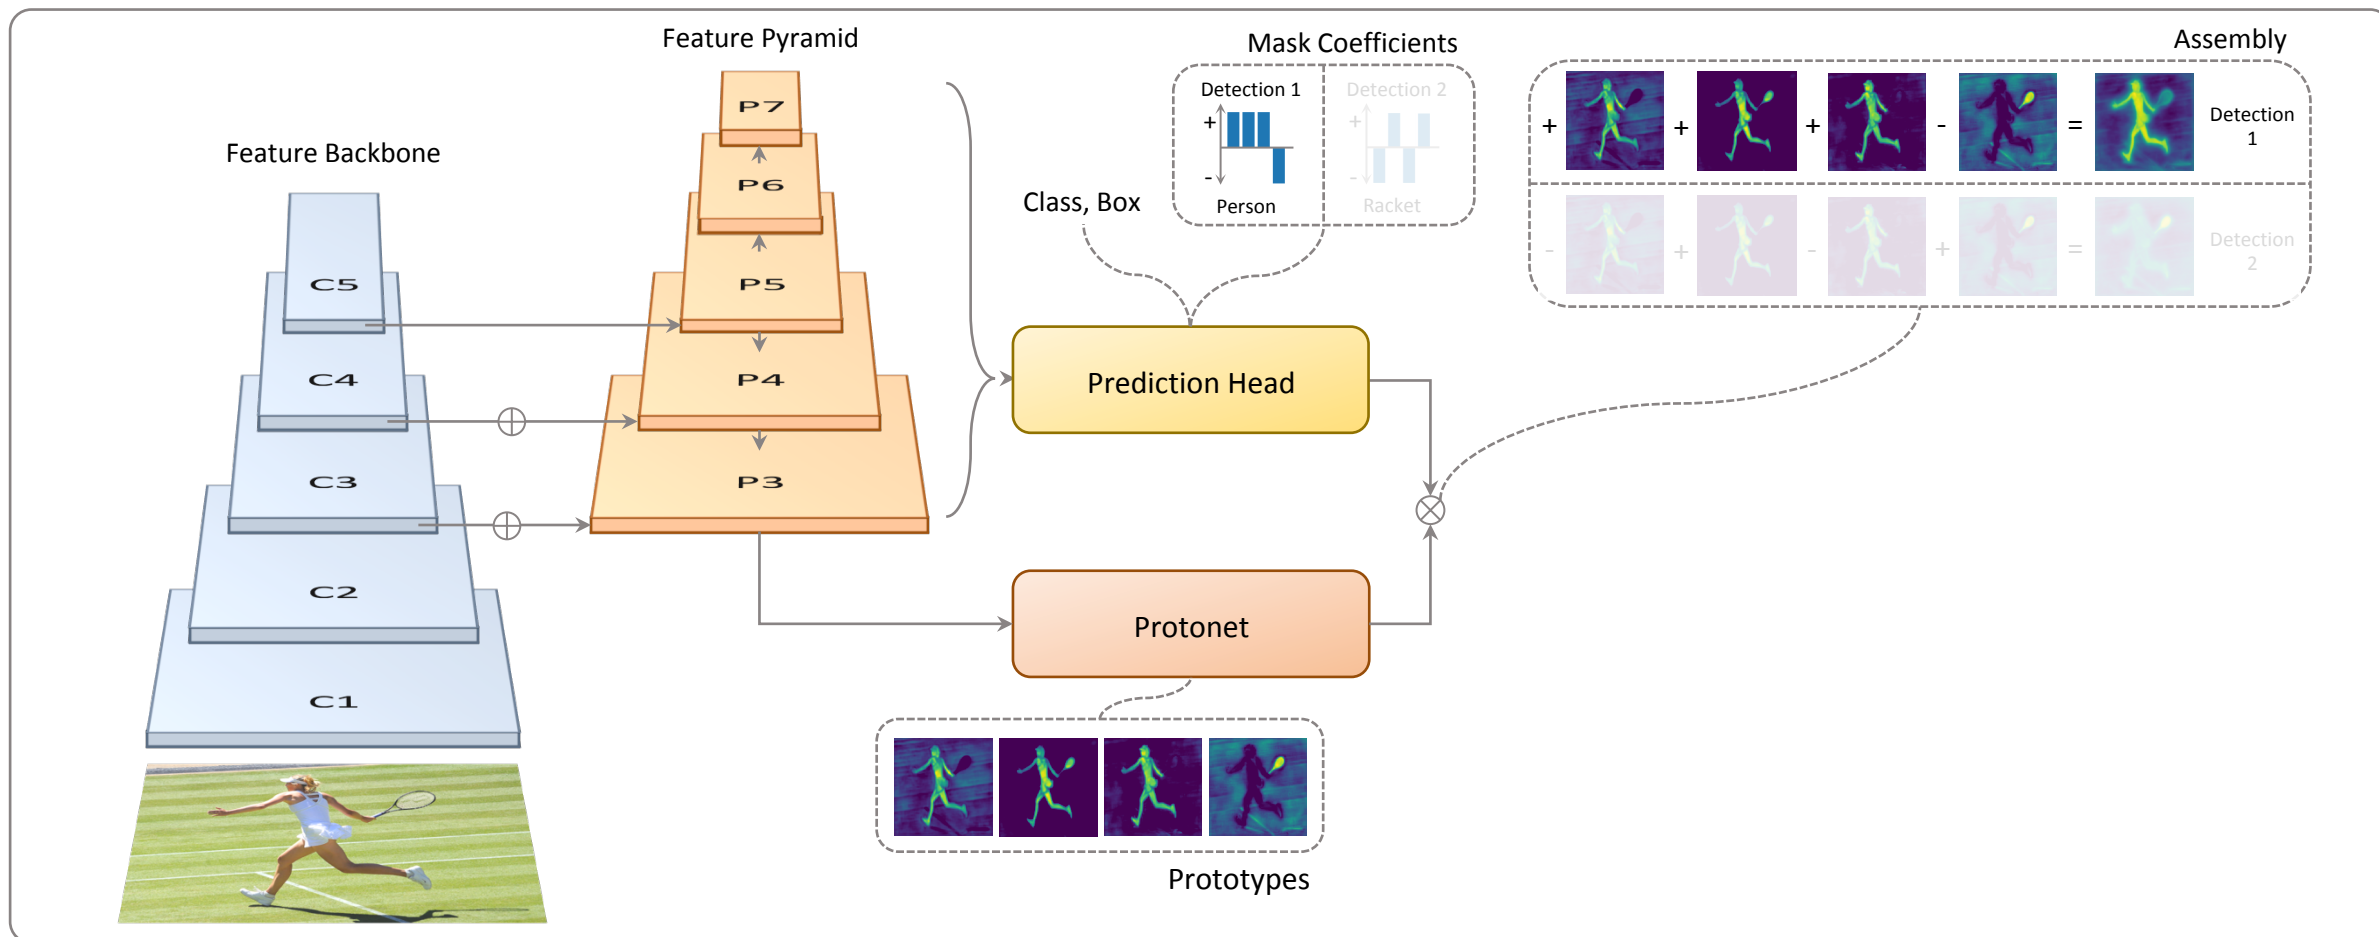 Feature Backbone
C5
C4
C3
C2
C1
Feature Pyramid
P7
P6
P5
P4
P3
Class, Box
Mask Coefficients
Detection 1
+
-
Person
Detection 2
+
-
Racket
Prediction Head
Protonet
Prototypes
Assembly
+ + + - =
Detection
1
- + - + =
Detection
2